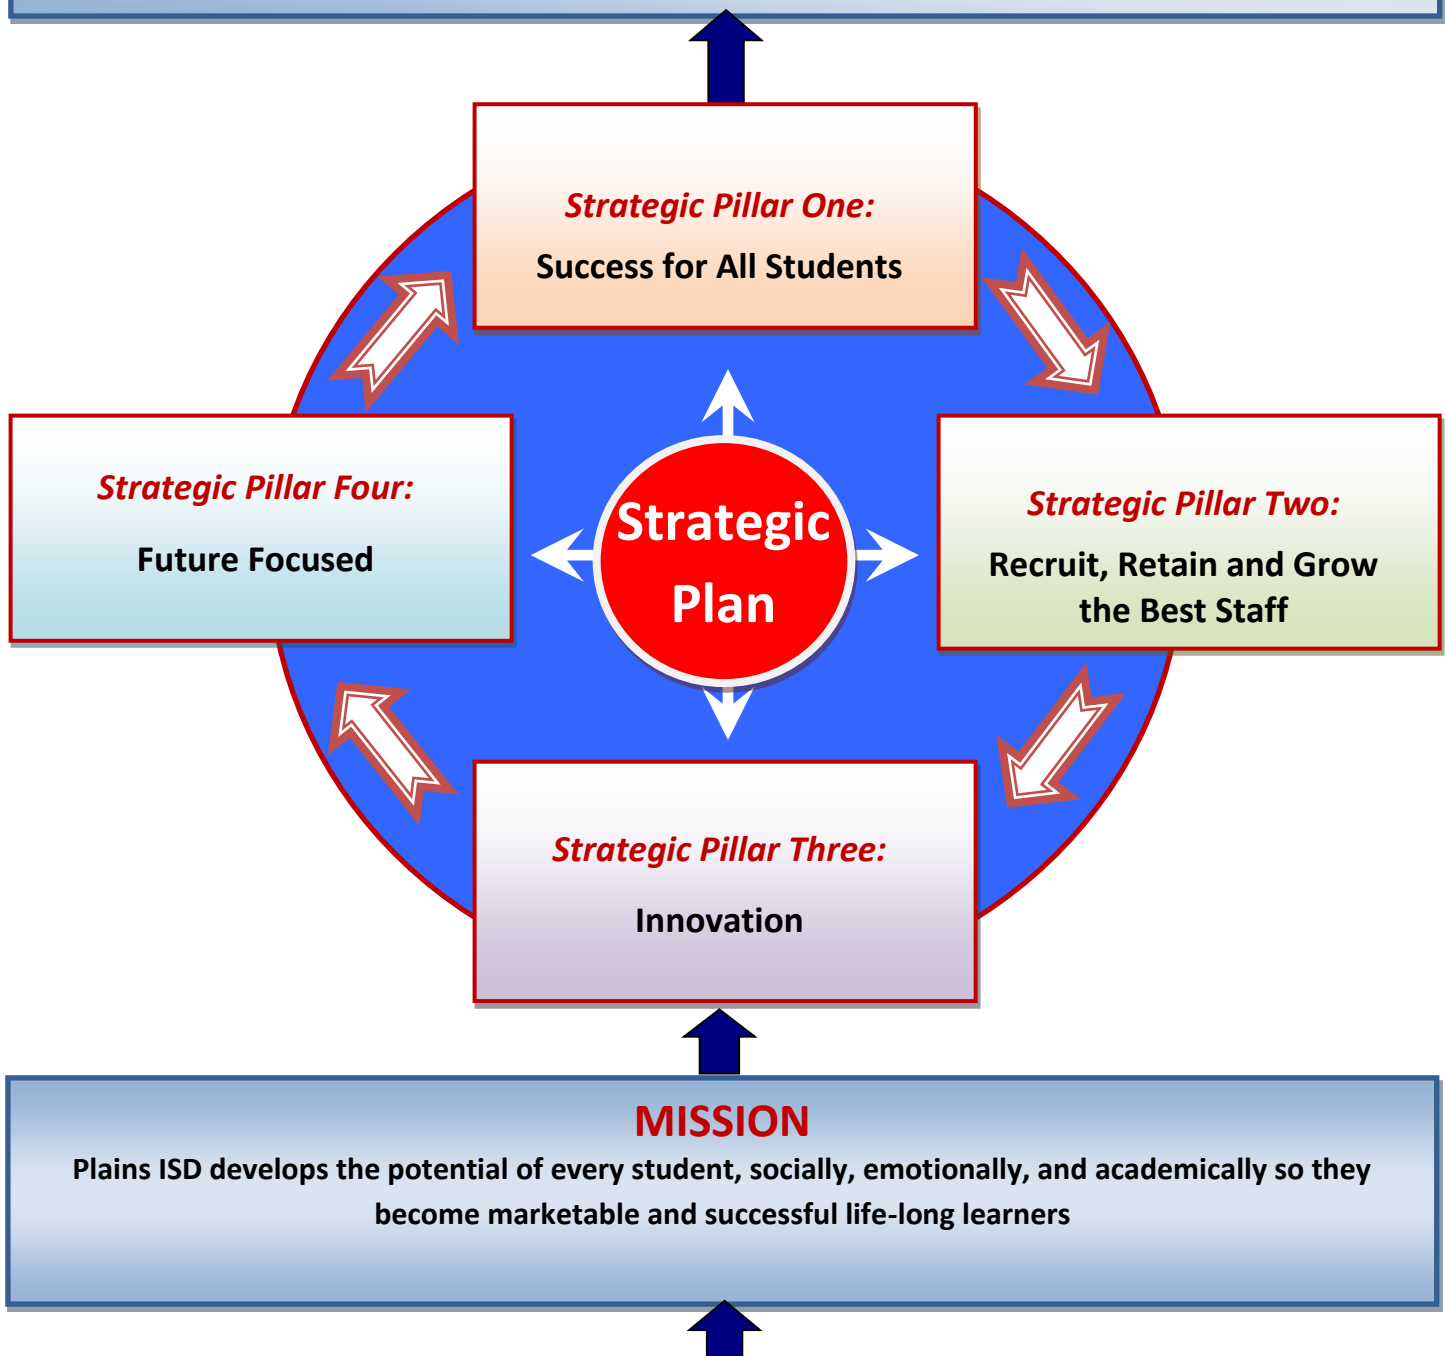 Strategic Pillar One:
Success for All Students
Strategic Pillar Four:
Future Focused
Strategic
Plan
Strategic Pillar Two:
Recruit, Retain and Grow
the Best Staff
Strategic Pillar Three:
Innovation
MISSION
Plains ISD develops the potential of every student, socially, emotionally, and academically so they
become marketable and successful life-long learners